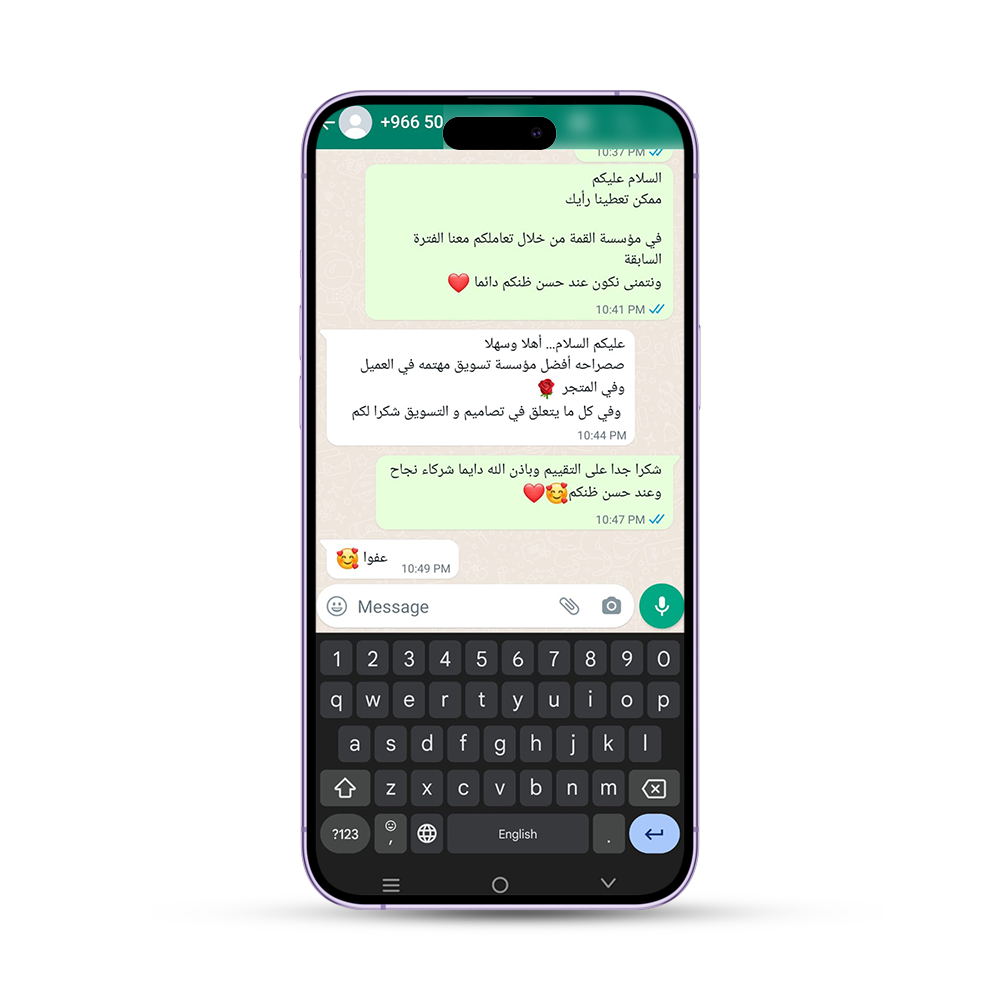 +966 50
10:37 PM
السلام عليكم
ممكن تعطينا رأيك
في مؤسسة القمة من خلال تعاملكم معنا الفترة
السابقة
ونتمنى نكون عند حسن ظنكم دائما ❤️
10:41 PM
عليكم السلام... أهلا وسهلا
صصراحه أفضل مؤسسة تسويق مهتمه في العميل
وفي المتجر 🌹
وفي كل ما يتعلق في تصاميم و التسويق شكرا لكم
10:44 PM
شكرا جدا على التقييم وباذن الله دايما شركاء نجاح
وعند حسن ظنكم🥰❤️
10:47 PM
عفوا 🥰
10:49 PM
Message
1 2 3 4 5 6 7 8 9 0
q w e r t y u i o p
a s d f g h j k l
z x c v b n m
?123 , English .